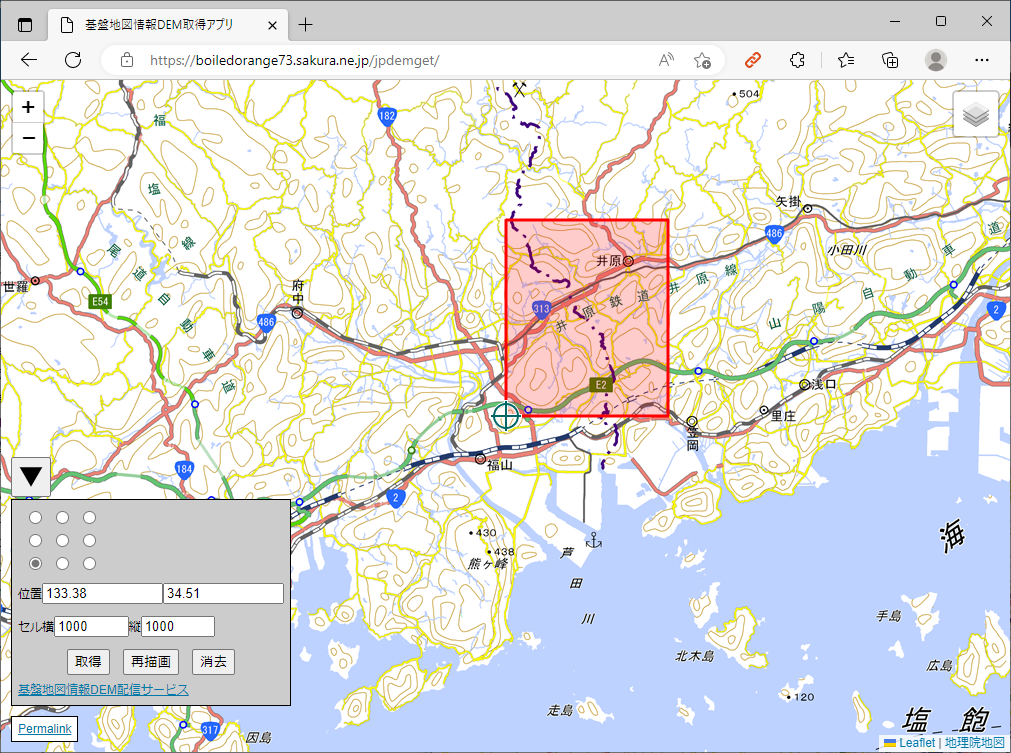 基盤地図情報DEM取得アプリ
https://boiledorange73.sakura.ne.jp/jpdemget/
+
−
182
504
福
塩
線
矢掛
486
小田川
井原
井原線
世羅
尾道自動車道
E54
府中
486
313
井原鉄道
山陽自動車道
2
E2
浅口
里庄
笠岡
福山
184
2
430
438
熊ヶ峰
芦田川
海
手島
北木島
広島
120
走島
塩飽
317
因島
位置 133.38 34.51
セル横 1000 縦 1000
取得 再描画 消去
基盤地図情報DEM配信サービス
Permalink
Leaflet | 地理院地図